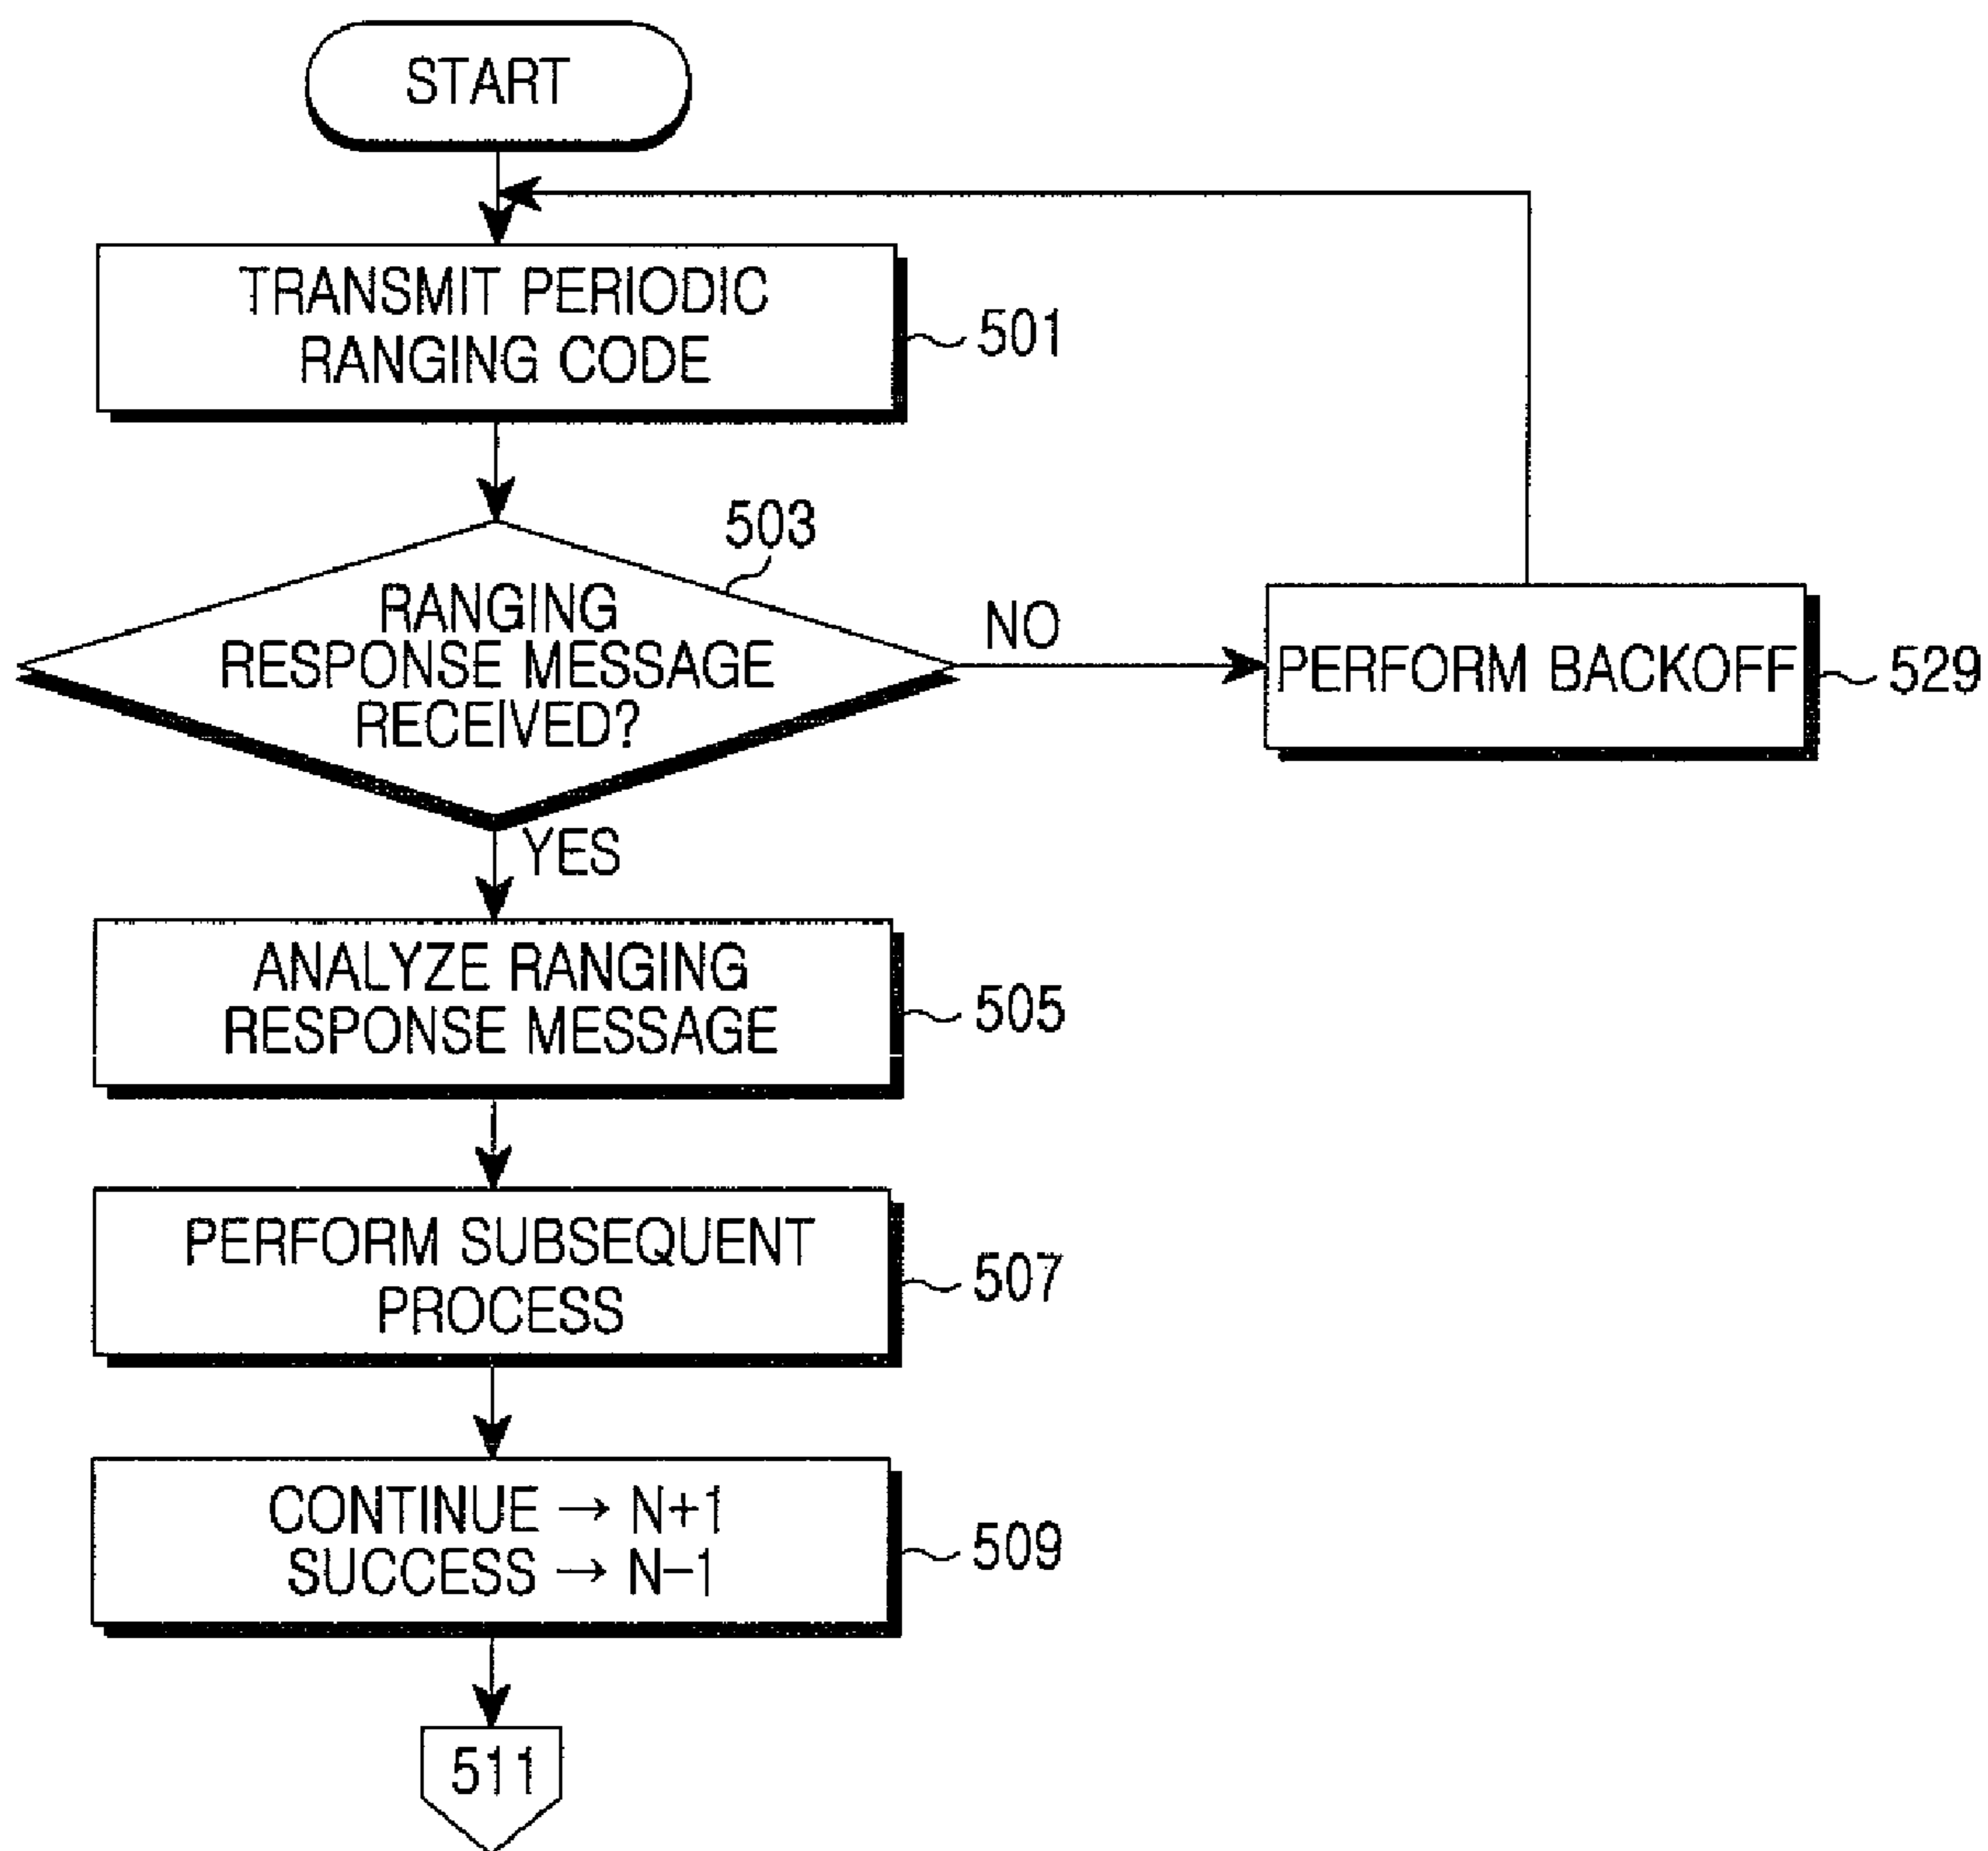 START
TRANSMIT PERIODIC
RANGING CODE
501
503
RANGING
RESPONSE MESSAGE
RECEIVED?
NO
PERFORM BACKOFF
529
YES
ANALYZE RANGING
RESPONSE MESSAGE
505
PERFORM SUBSEQUENT
PROCESS
507
CONTINUE → N+1
SUCCESS → N−1
509
511